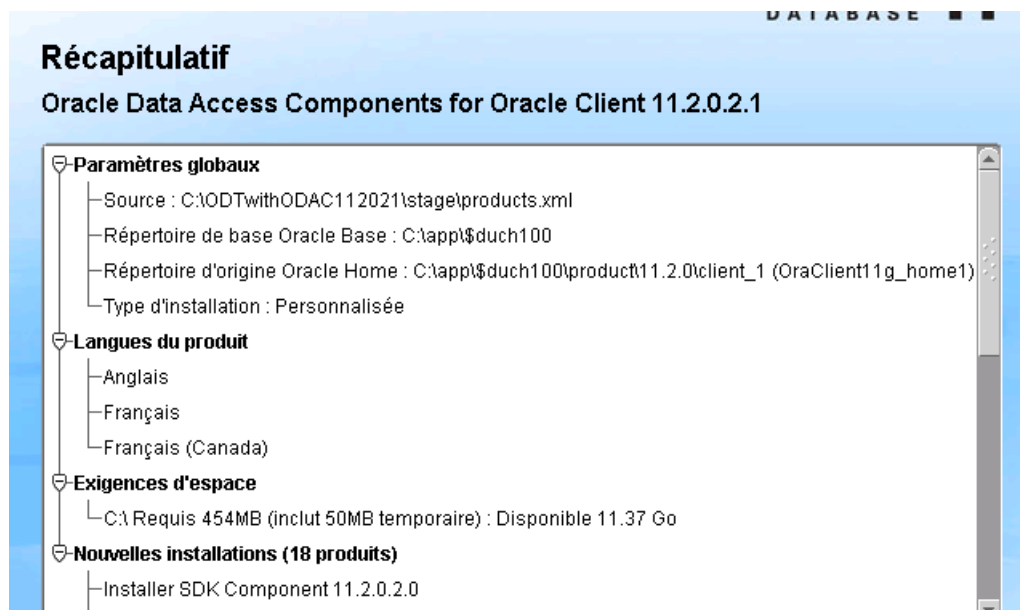 DATABASE
Récapitulatif
Oracle Data Access Components for Oracle Client 11.2.0.2.1
Paramètres globaux
Source : C:\ODTwithODAC112021\stage\products.xml
Répertoire de base Oracle Base : C:\app\$duch100
Répertoire d'origine Oracle Home : C:\app\$duch100\product\11.2.0\client_1 (OraClient11g_home1)
Type d'installation : Personnalisée
Langues du produit
Anglais
Français
Français (Canada)
Exigences d'espace
C:\ Requis 454MB (inclut 50MB temporaire) : Disponible 11.37 Go
Nouvelles installations (18 produits)
Installer SDK Component 11.2.0.2.0